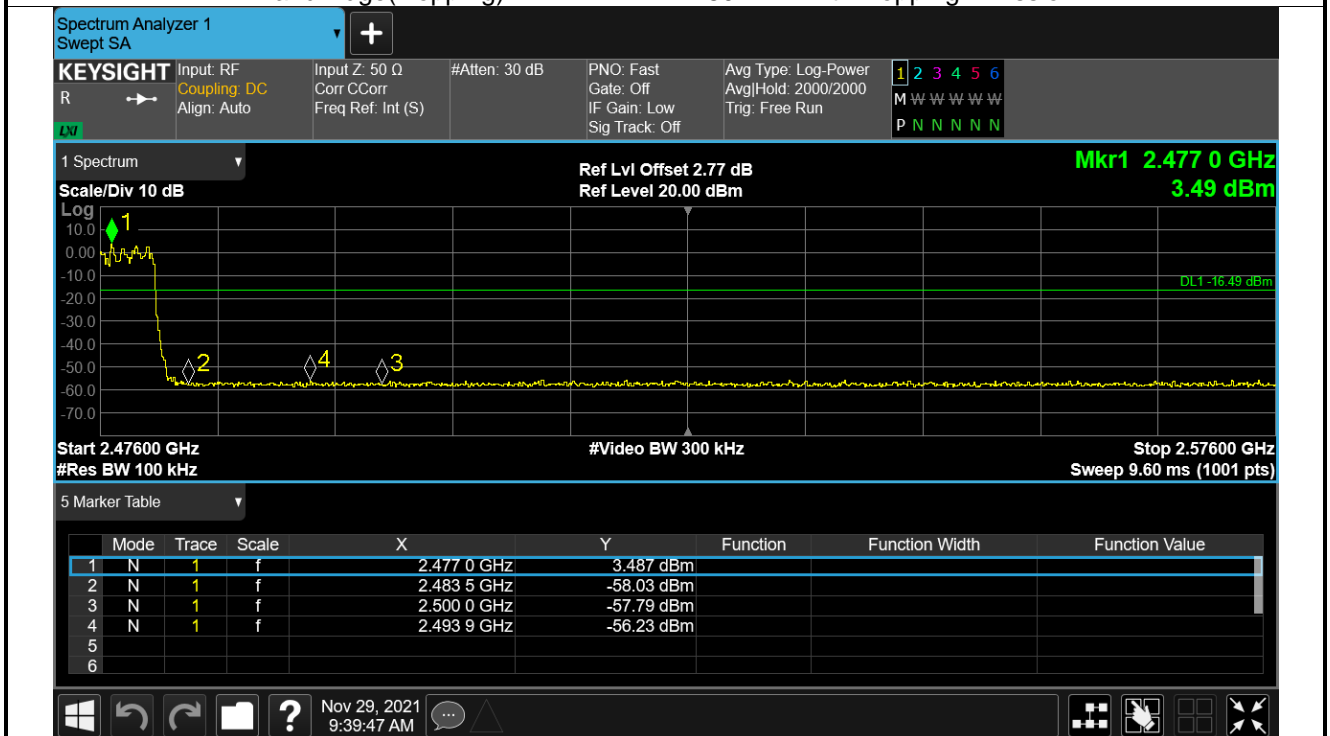 Spectrum Analyzer 1
Swept SA
+
KEYSIGHT Input: RF Input Z: 50 Ω #Atten: 30 dB PNO: Fast Avg Type: Log-Power 1 2 3 4 5 6
R Coupling: DC Corr CCorr Gate: Off Avg|Hold: 2000/2000 M W W W W W
Align: Auto Freq Ref: Int (S) IF Gain: Low Trig: Free Run
LXI Sig Track: Off P N N N N N
1 Spectrum Ref Lvl Offset 2.77 dB Mkr1 2.477 0 GHz
Scale/Div 10 dB Ref Level 20.00 dBm 3.49 dBm
Log
1
10.0
0.00
-10.0
DL1 -16.49 dBm
-20.0
-30.0
-40.0
2 4 3
-50.0
-60.0
-70.0
Start 2.47600 GHz #Video BW 300 kHz Stop 2.57600 GHz
#Res BW 100 kHz Sweep 9.60 ms (1001 pts)
5 Marker Table
Mode Trace Scale X Y Function Function Width Function Value
1 N 1 f 2.477 0 GHz 3.487 dBm
2 N 1 f 2.483 5 GHz -58.03 dBm
3 N 1 f 2.500 0 GHz -57.79 dBm
4 N 1 f 2.493 9 GHz -56.23 dBm
5
6
? Nov 29, 2021
9:39:47 AM